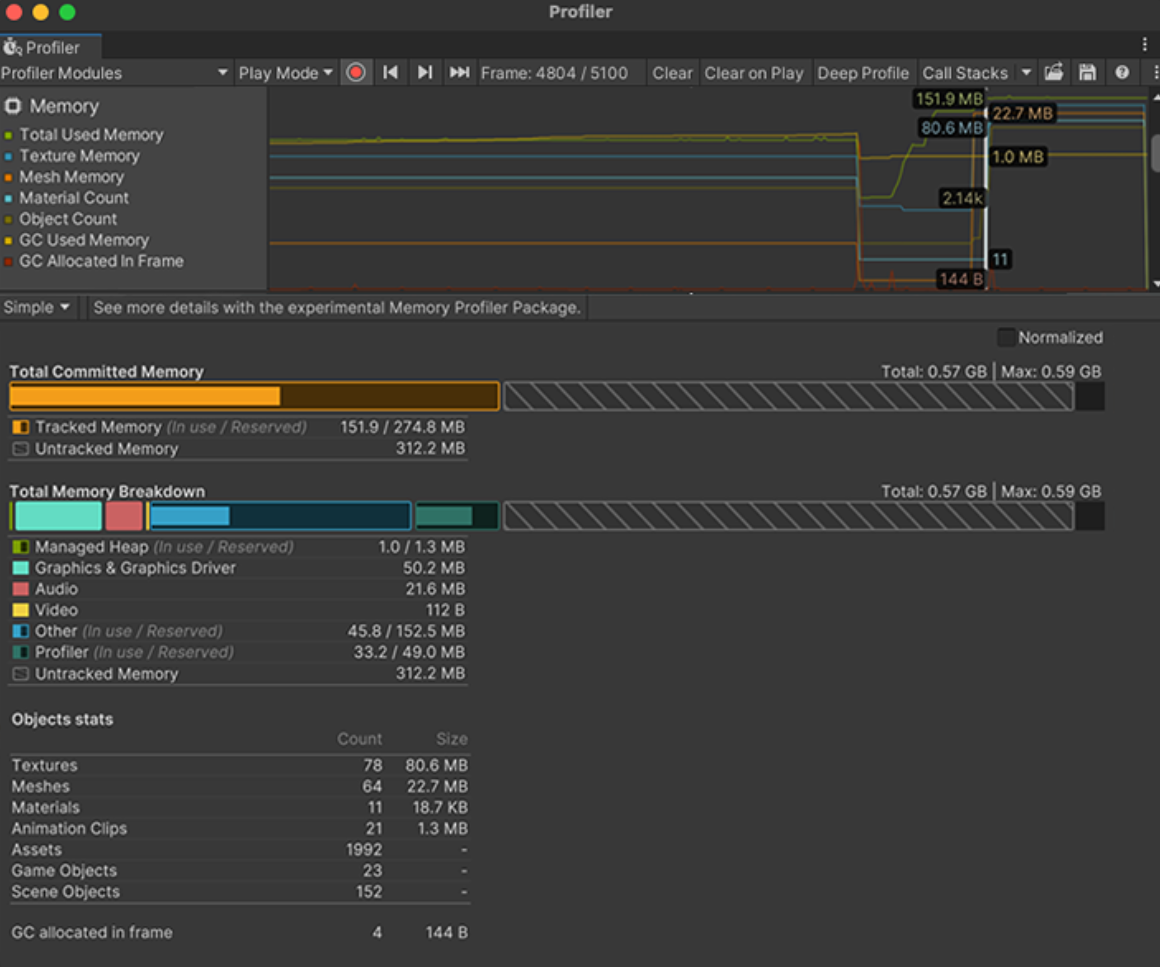 Profiler
Profiler
Profiler Modules Play Mode Frame: 4804 / 5100 Clear Clear on Play Deep Profile Call Stacks
Memory
Total Used Memory
Texture Memory
Mesh Memory
Material Count
Object Count
GC Used Memory
GC Allocated In Frame
151.9 MB
22.7 MB
80.6 MB
1.0 MB
2.14k
11
144 B
Simple See more details with the experimental Memory Profiler Package.
Normalized
Total Committed Memory Total: 0.57 GB | Max: 0.59 GB
Tracked Memory (In use / Reserved) 151.9 / 274.8 MB
Untracked Memory 312.2 MB
Total Memory Breakdown Total: 0.57 GB | Max: 0.59 GB
Managed Heap (In use / Reserved) 1.0 / 1.3 MB
Graphics & Graphics Driver 50.2 MB
Audio 21.6 MB
Video 112 B
Other (In use / Reserved) 45.8 / 152.5 MB
Profiler (In use / Reserved) 33.2 / 49.0 MB
Untracked Memory 312.2 MB
Objects stats
Count Size
Textures 78 80.6 MB
Meshes 64 22.7 MB
Materials 11 18.7 KB
Animation Clips 21 1.3 MB
Assets 1992 -
Game Objects 23 -
Scene Objects 152 -
GC allocated in frame 4 144 B